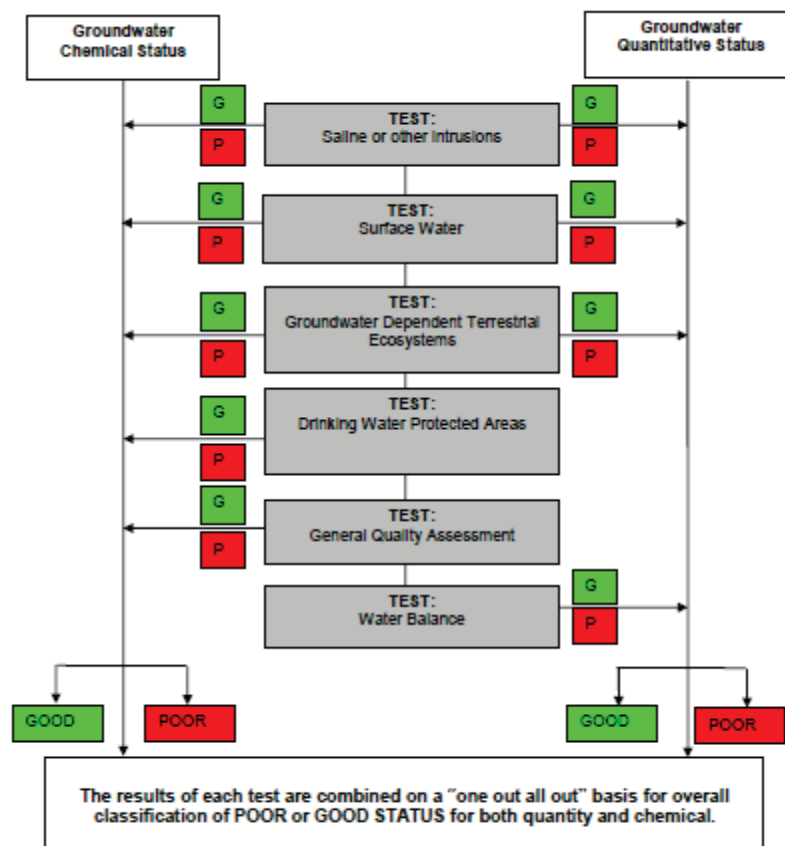 Groundwater
Chemical Status
Groundwater
Quantitative Status
G
P
TEST:
Saline or other Intrusions
G
P
G
P
TEST:
Surface Water
G
P
G
P
TEST:
Groundwater Dependent Terrestrial
Ecosystems
G
P
G
P
TEST:
Drinking Water Protected Areas
G
P
TEST:
General Quality Assessment
TEST:
Water Balance
G
P
GOOD
POOR
GOOD
POOR
The results of each test are combined on a "one out all out" basis for overall
classification of POOR or GOOD STATUS for both quantity and chemical.